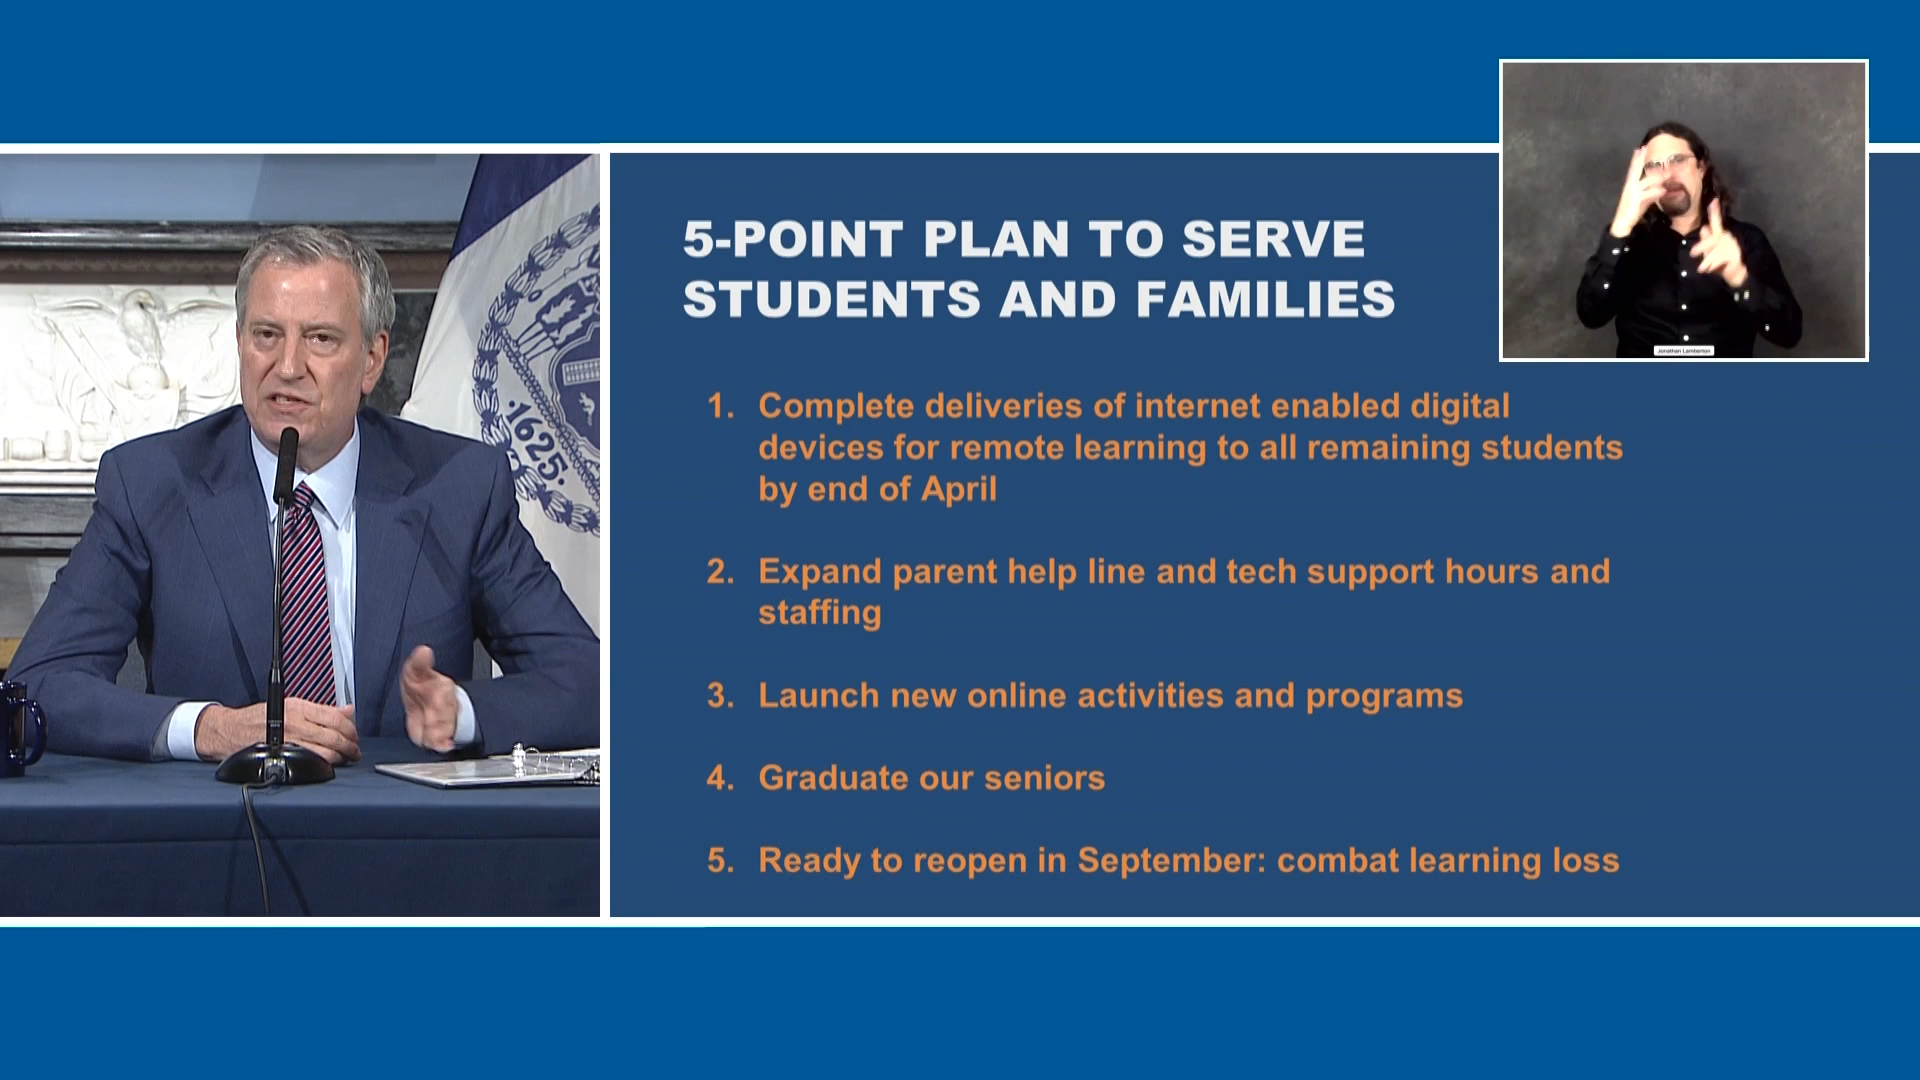 5-POINT PLAN TO SERVE
STUDENTS AND FAMILIES
1. Complete deliveries of internet enabled digital
devices for remote learning to all remaining students
by end of April
2. Expand parent help line and tech support hours and
staffing
3. Launch new online activities and programs
4. Graduate our seniors
5. Ready to reopen in September: combat learning loss
·1625·
Jonathan Lamberton